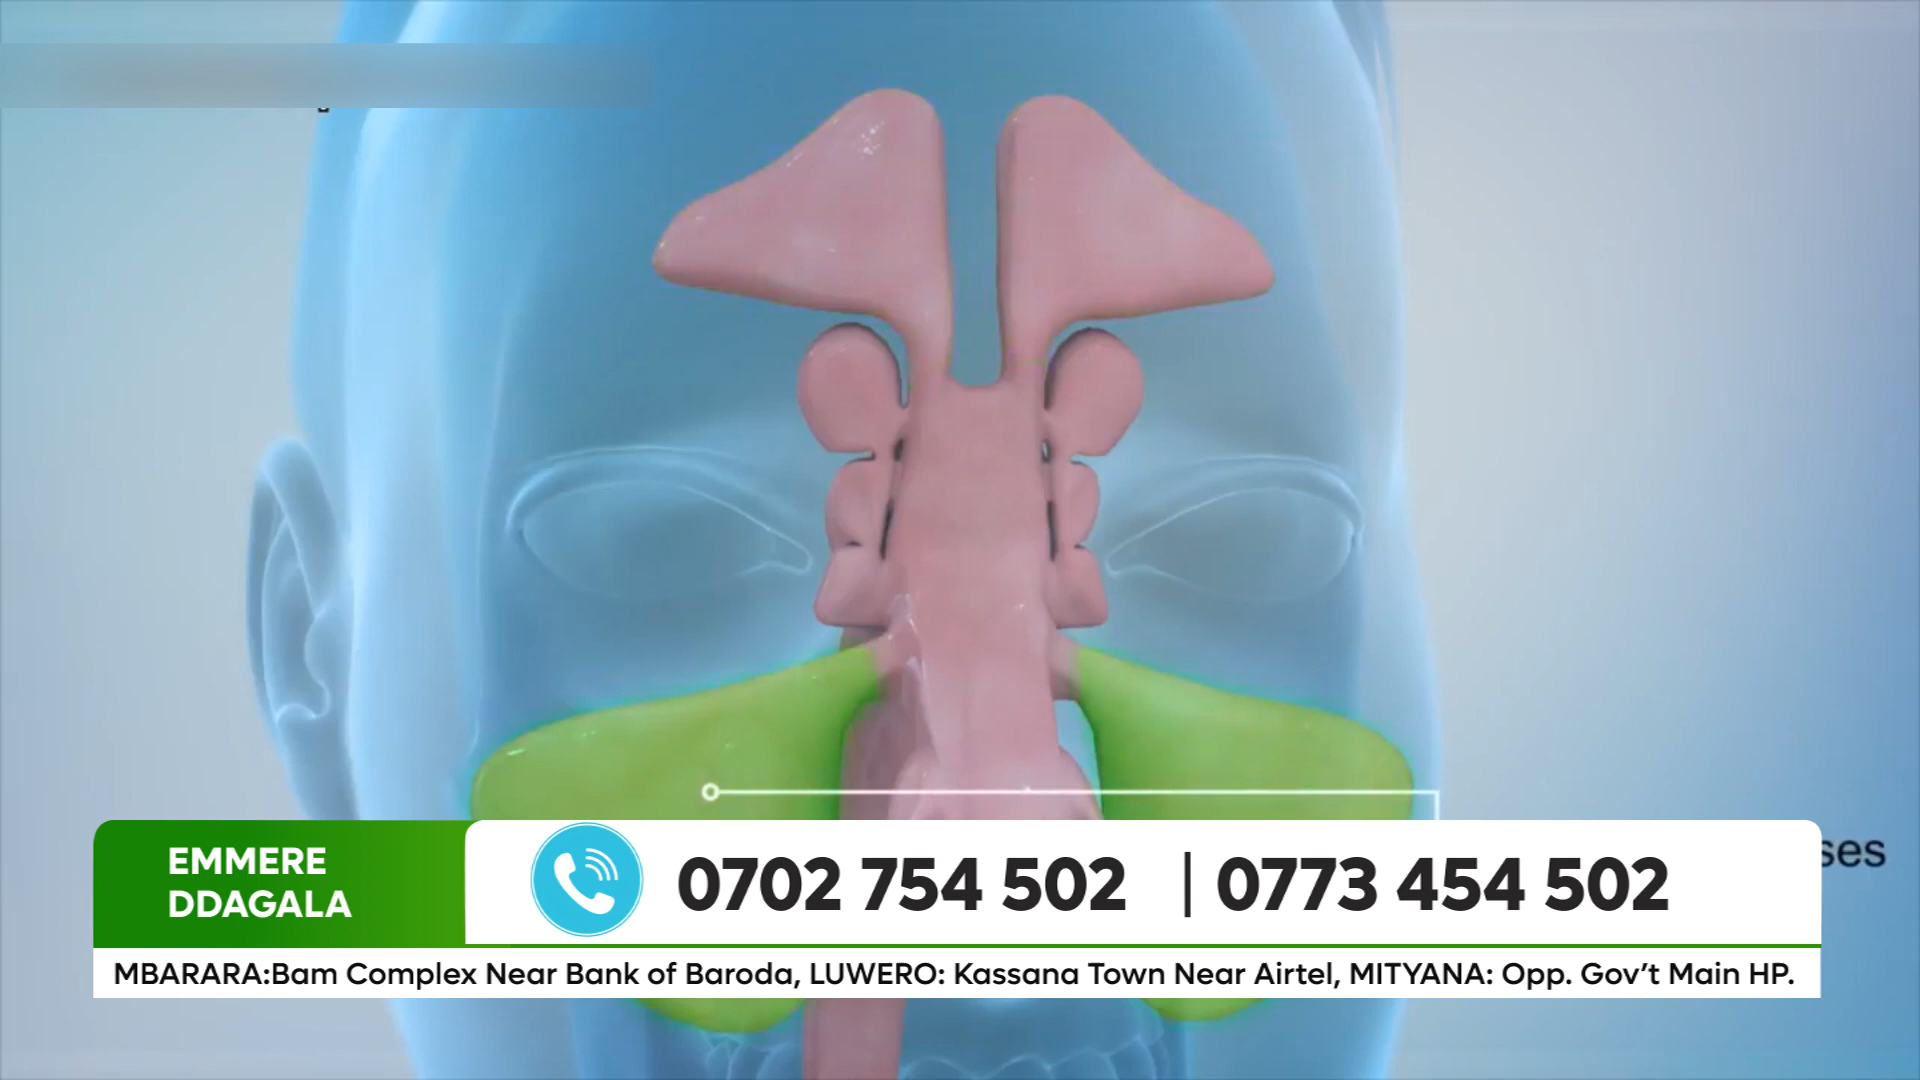 EMMERE
DDAGALA
0702 754 502 | 0773 454 502
MBARARA:Bam Complex Near Bank of Baroda, LUWERO: Kassana Town Near Airtel, MITYANA: Opp. Gov't Main HP.